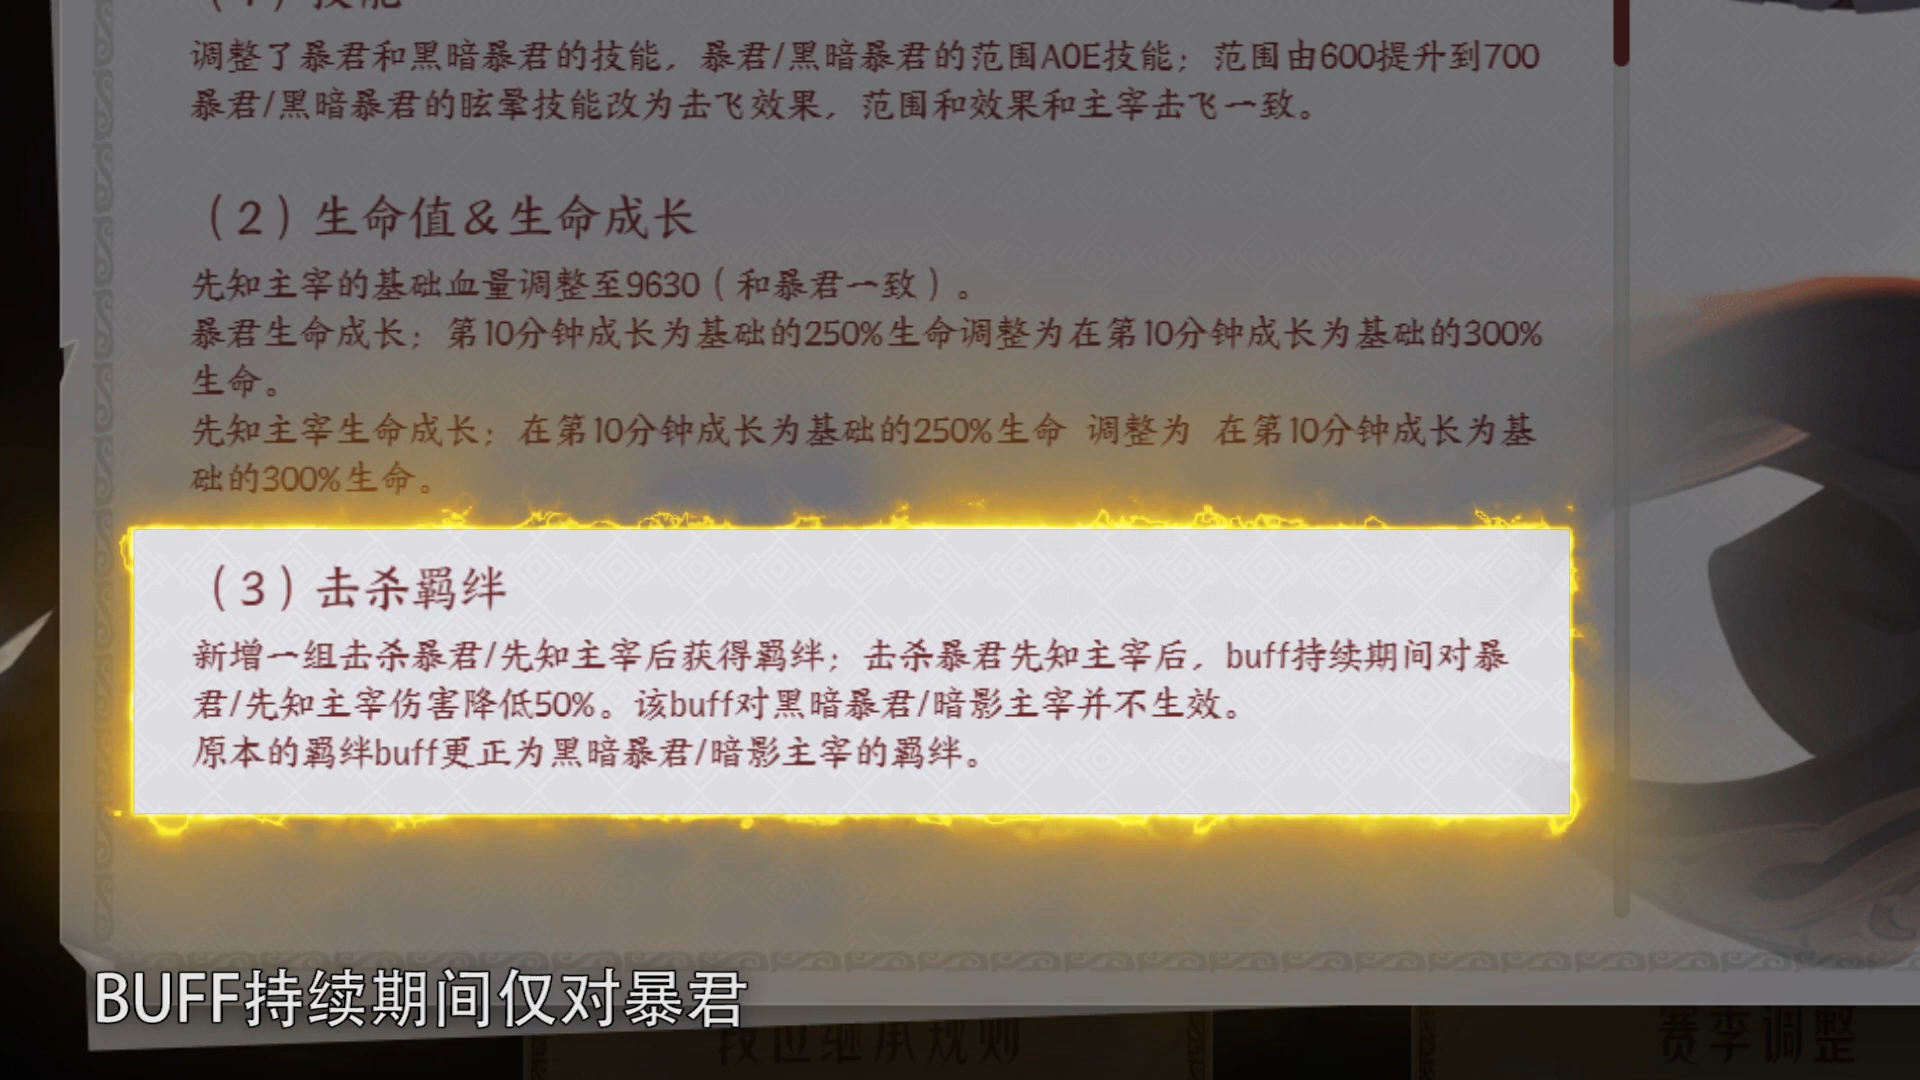 (1)技能
调整了暴君和黑暗暴君的技能，暴君/黑暗暴君的范围AOE技能；范围由600提升到700
暴君/黑暗暴君的眩晕技能改为击飞效果，范围和效果和主宰击飞一致。
(2)生命值&生命成长
先知主宰的基础血量调整至9630(和暴君一致)。
暴君生命成长；第10分钟成长为基础的250%生命调整为在第10分钟成长为基础的300%
生命。
先知主宰生命成长；在第10分钟成长为基础的250%生命 调整为 在第10分钟成长为基
础的300%生命。
(3)击杀羁绊
新增一组击杀暴君/先知主宰后获得羁绊；击杀暴君先知主宰后，buff持续期间对暴
君/先知主宰伤害降低50%。该buff对黑暗暴君/暗影主宰并不生效。
原本的羁绊buff更正为黑暗暴君/暗影主宰的羁绊。
BUFF持续期间仅对暴君
段位继承规则
赛季调整